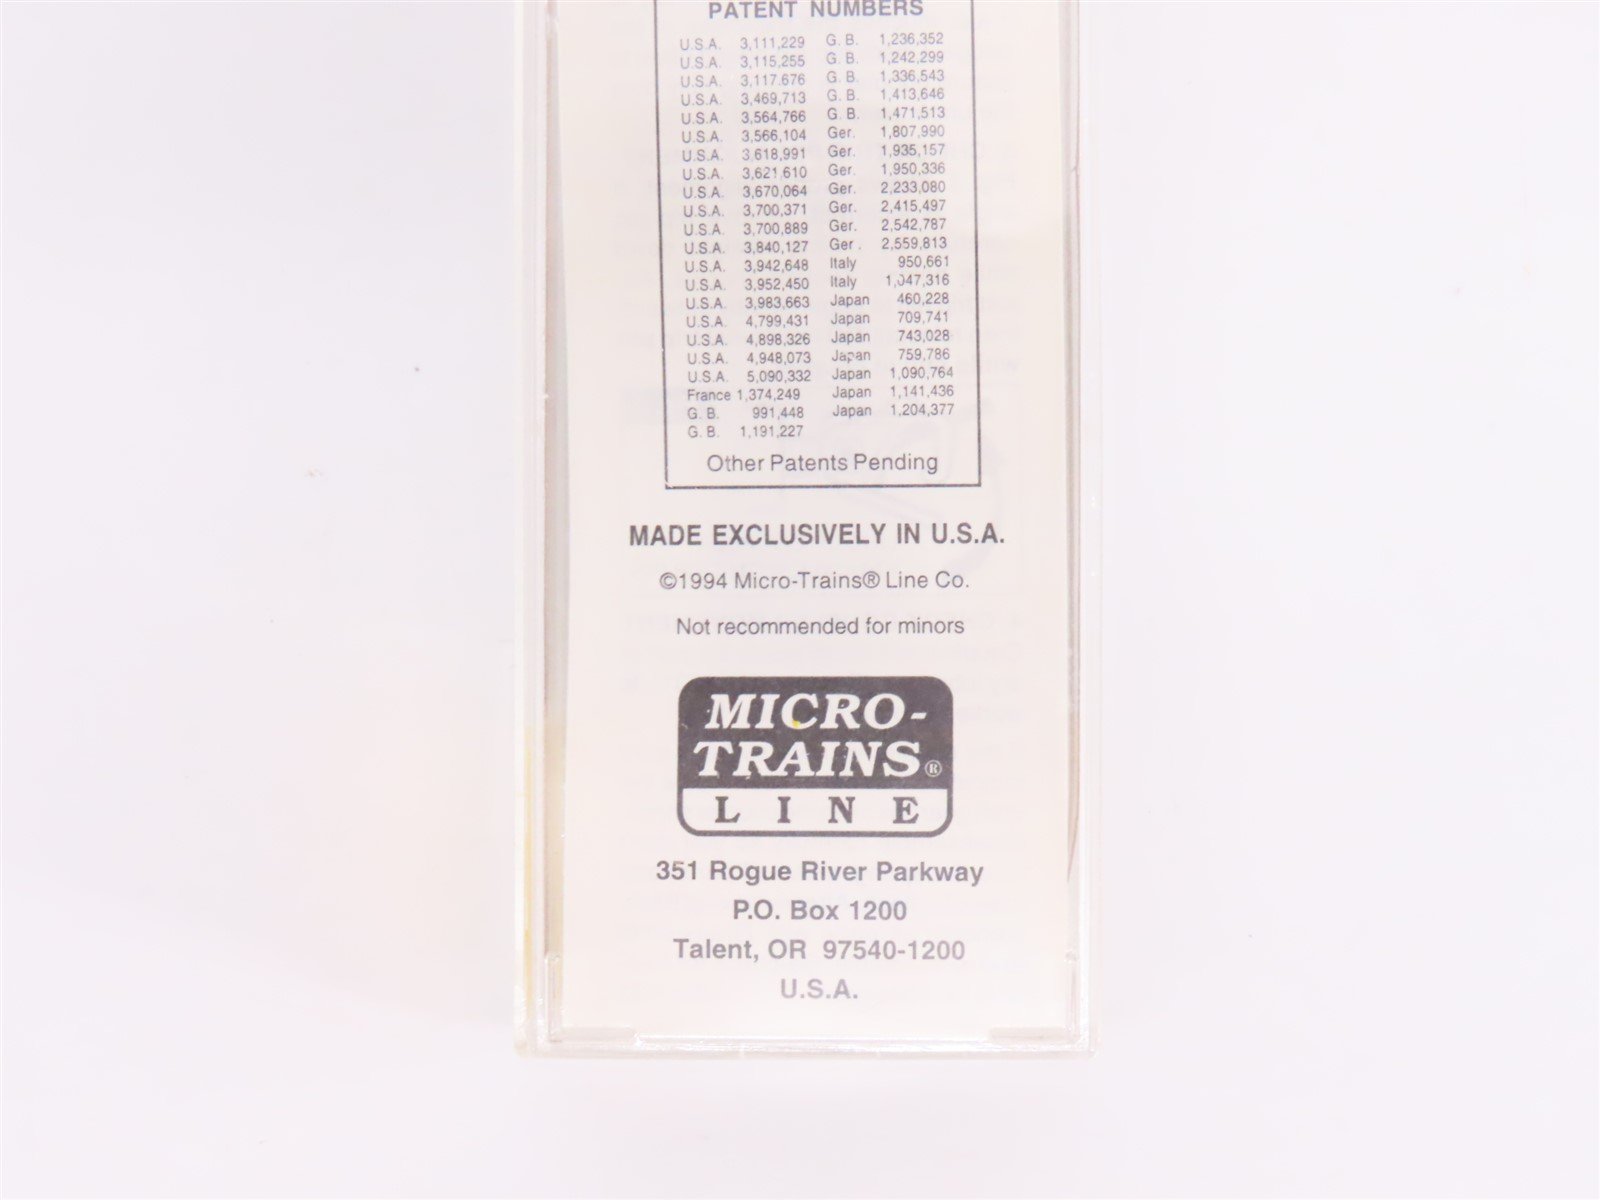 PATENT NUMBERS
U.S.A. 3,111,229 G. B. 1,236,352
U.S.A. 3,115,255 G. B. 1,242,299
U.S.A. 3,117.676 G. B. 1,336,543
U.S.A. 3,469,713 G. B. 1,413,646
U.S.A. 3,564,766 G. B. 1,471,513
U.S.A. 3,566,104 Ger. 1,807,990
U.S.A. 3,618,991 Ger. 1,935,157
U.S.A. 3,621,610 Ger. 1,950,336
U.S.A. 3,670,064 Ger. 2,233,080
U.S.A. 3,700,371 Ger. 2,415,497
U.S.A. 3,700,889 Ger. 2,542,787
U.S.A. 3,840,127 Ger. 2,559,813
U.S.A. 3,942,648 Italy 950,661
U.S.A. 3,952,450 Italy 1,047,316
U.S.A. 3,983,663 Japan 460,228
U.S.A. 4,799,431 Japan 709,741
U.S.A. 4,898,326 Japan 743,028
U.S.A. 4,948,073 Japan 759,786
U.S.A. 5,090,332 Japan 1,090,764
France 1,374,249 Japan 1,141,436
G. B. 991,448 Japan 1,204,377
G. B. 1,191,227
Other Patents Pending
MADE EXCLUSIVELY IN U.S.A.
©1994 Micro-Trains® Line Co.
Not recommended for minors
MICRO-
TRAINS®
LINE
351 Rogue River Parkway
P.O. Box 1200
Talent, OR 97540-1200
U.S.A.